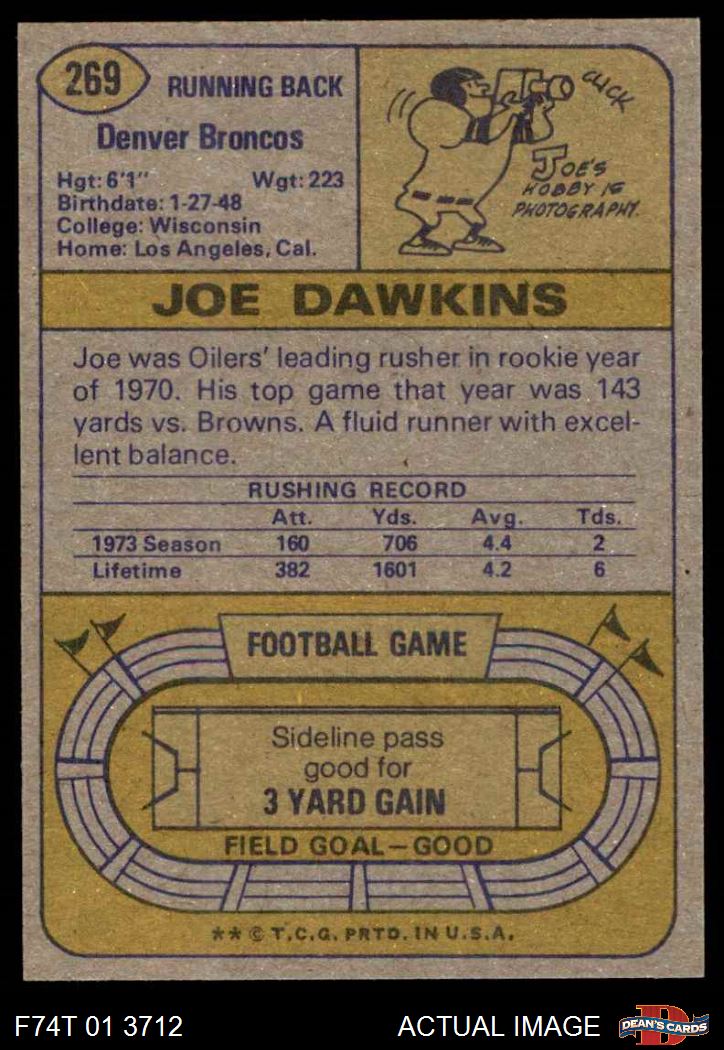 269
RUNNING BACK
Denver Broncos
Hgt: 6'1" Wgt: 223
Birthdate: 1-27-48
College: Wisconsin
Home: Los Angeles, Cal.
CLICK
JOE'S
HOBBY IS
PHOTOGRAPHY.
JOE DAWKINS
Joe was Oilers' leading rusher in rookie year
of 1970. His top game that year was 143
yards vs. Browns. A fluid runner with excel-
lent balance.
RUSHING RECORD
Att. Yds. Avg. Tds.
1973 Season 160 706 4.4 2
Lifetime 382 1601 4.2 6
FOOTBALL GAME
Sideline pass
good for
3 YARD GAIN
FIELD GOAL—GOOD
** © T.C.G. PRTD. IN U.S.A.
F74T 01 3712 ACTUAL IMAGE
D
DEAN'S CARDS